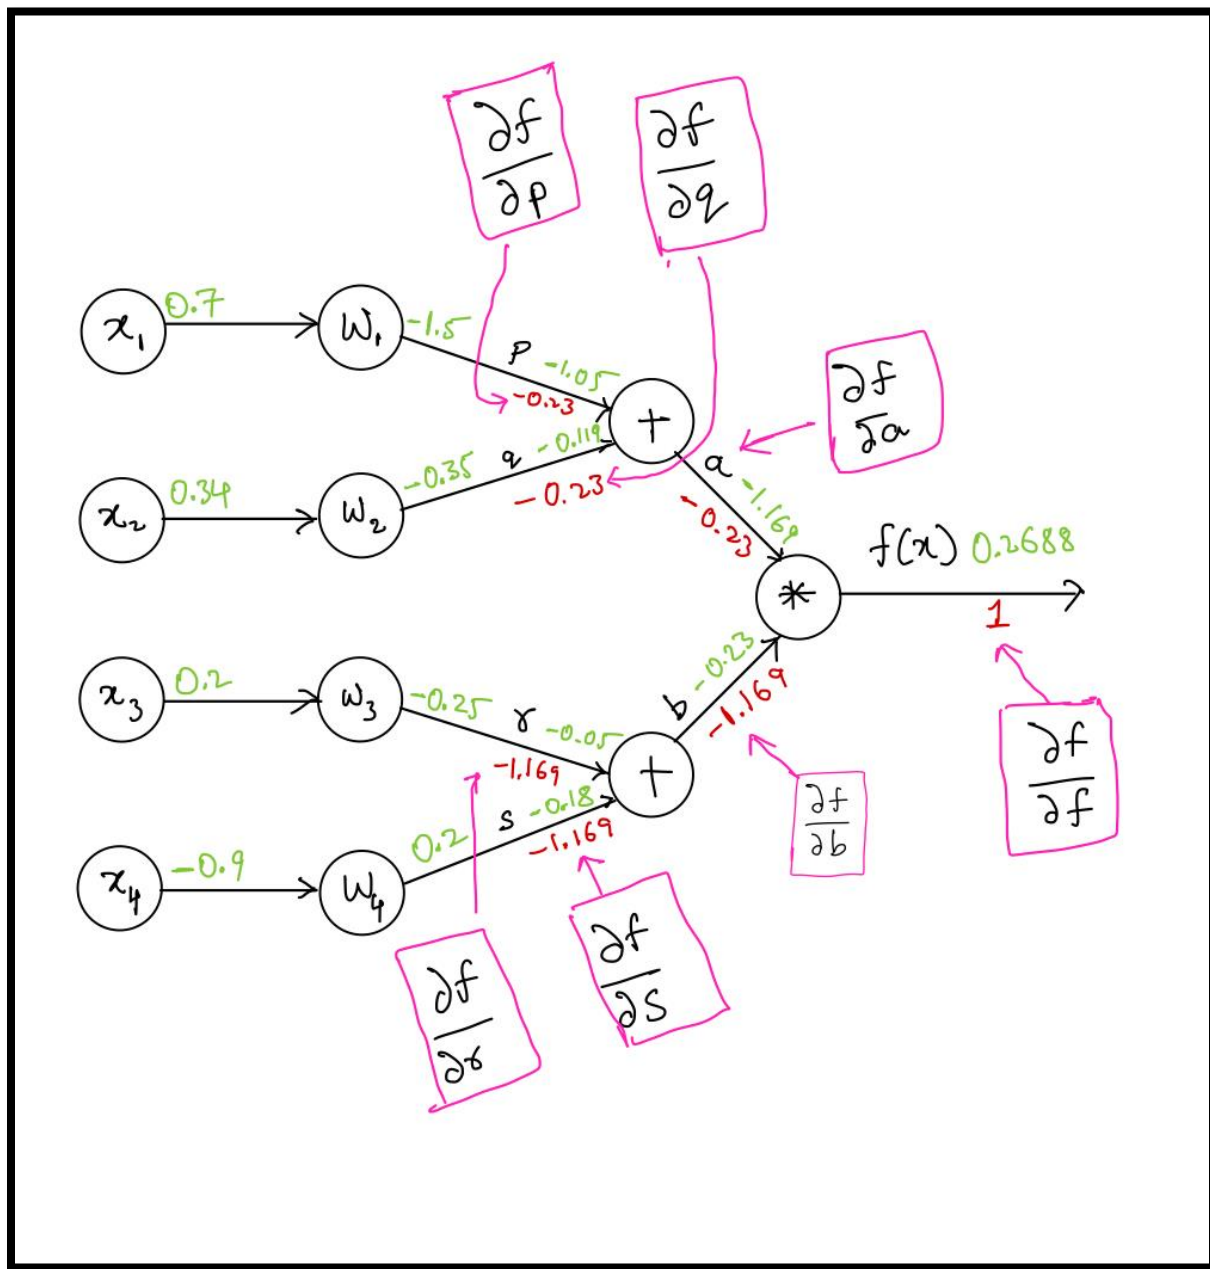 ∂f
∂p
∂f
∂q
x₁
0.7
W₁
-1.5
p
-1.05
-0.23
+
∂f
∂a
x₂
0.34
W₂
-0.35
q
-0.119
-0.23
a
-1.169
-0.23
*
f(x) 0.2688
1
x₃
0.2
W₃
-0.25
r
-0.05
-1.169
+
b
-0.23
-1.169
∂f
∂f
∂f
∂b
x₄
-0.9
W₄
0.2
s
-0.18
-1.169
∂f
∂r
∂f
∂S